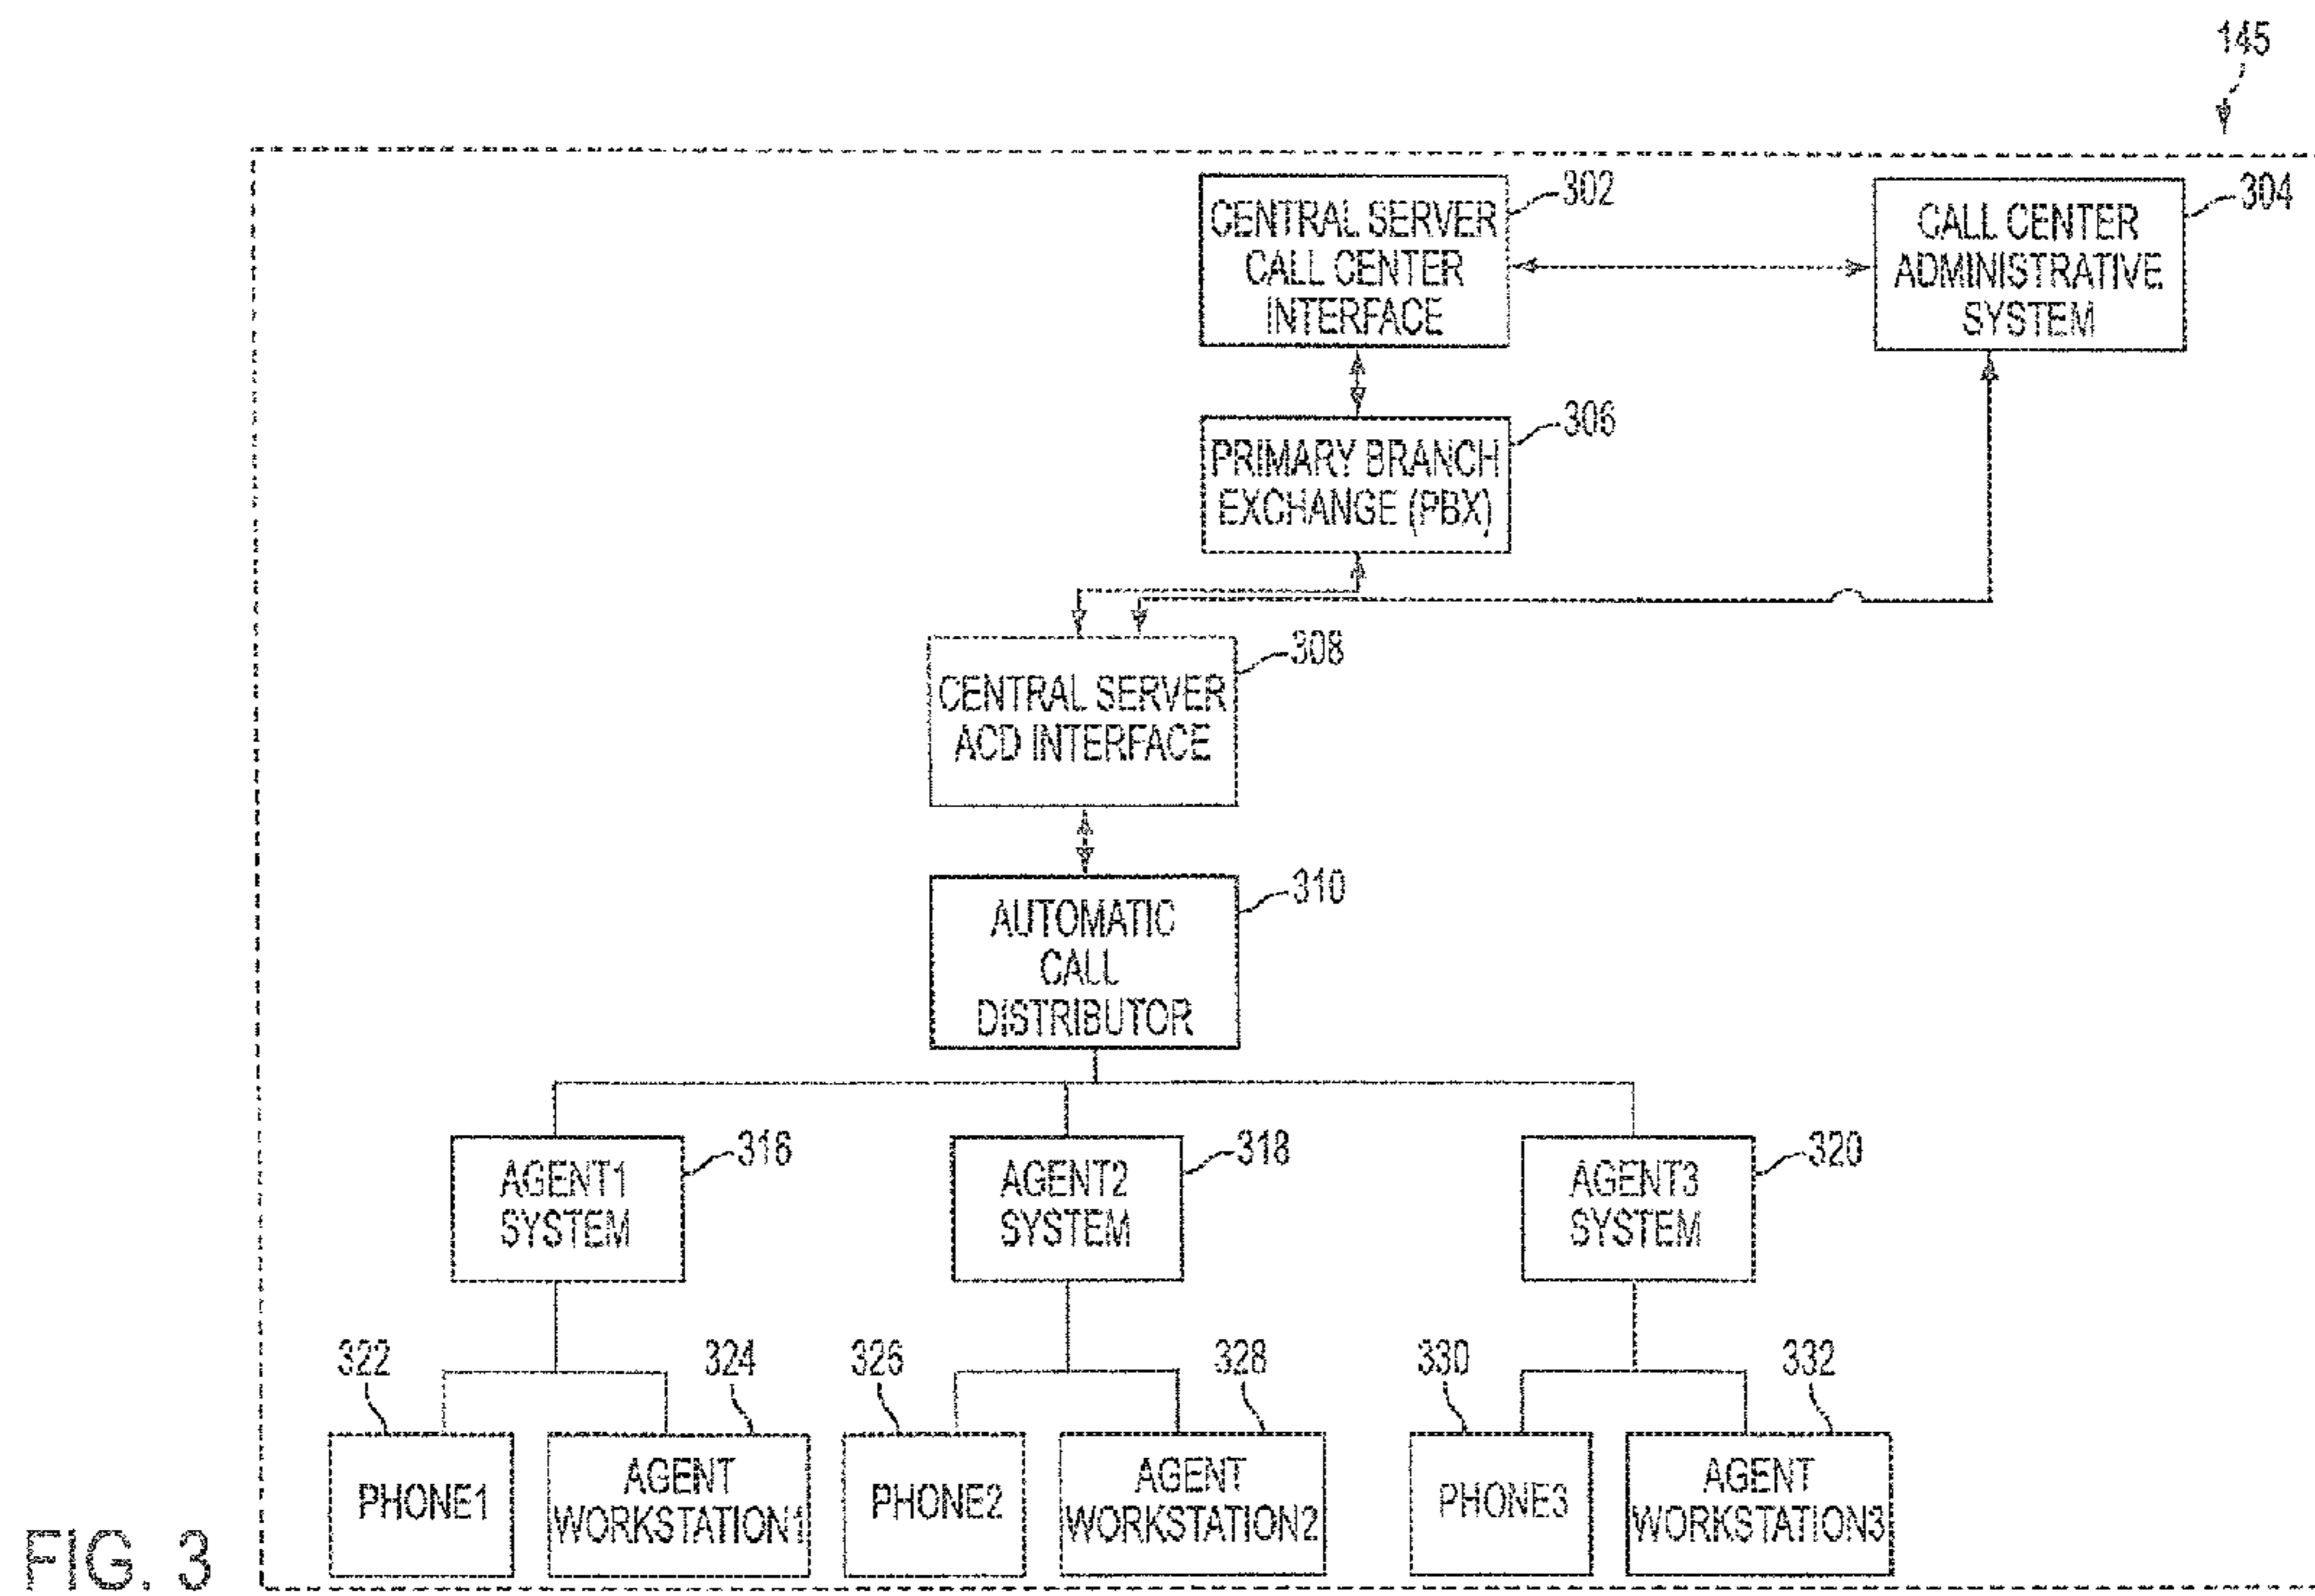 145
302
CENTRAL SERVER
CALL CENTER
INTERFACE
304
CALL CENTER
ADMINISTRATIVE
SYSTEM
306
PRIMARY BRANCH
EXCHANGE (PBX)
308
CENTRAL SERVER
ACD INTERFACE
310
AUTOMATIC
CALL
DISTRIBUTOR
316
AGENT1
SYSTEM
318
AGENT2
SYSTEM
320
AGENT3
SYSTEM
322
324
326
328
330
332
PHONE1
AGENT
WORKSTATION1
PHONE2
AGENT
WORKSTATION2
PHONE3
AGENT
WORKSTATION3
FIG. 3